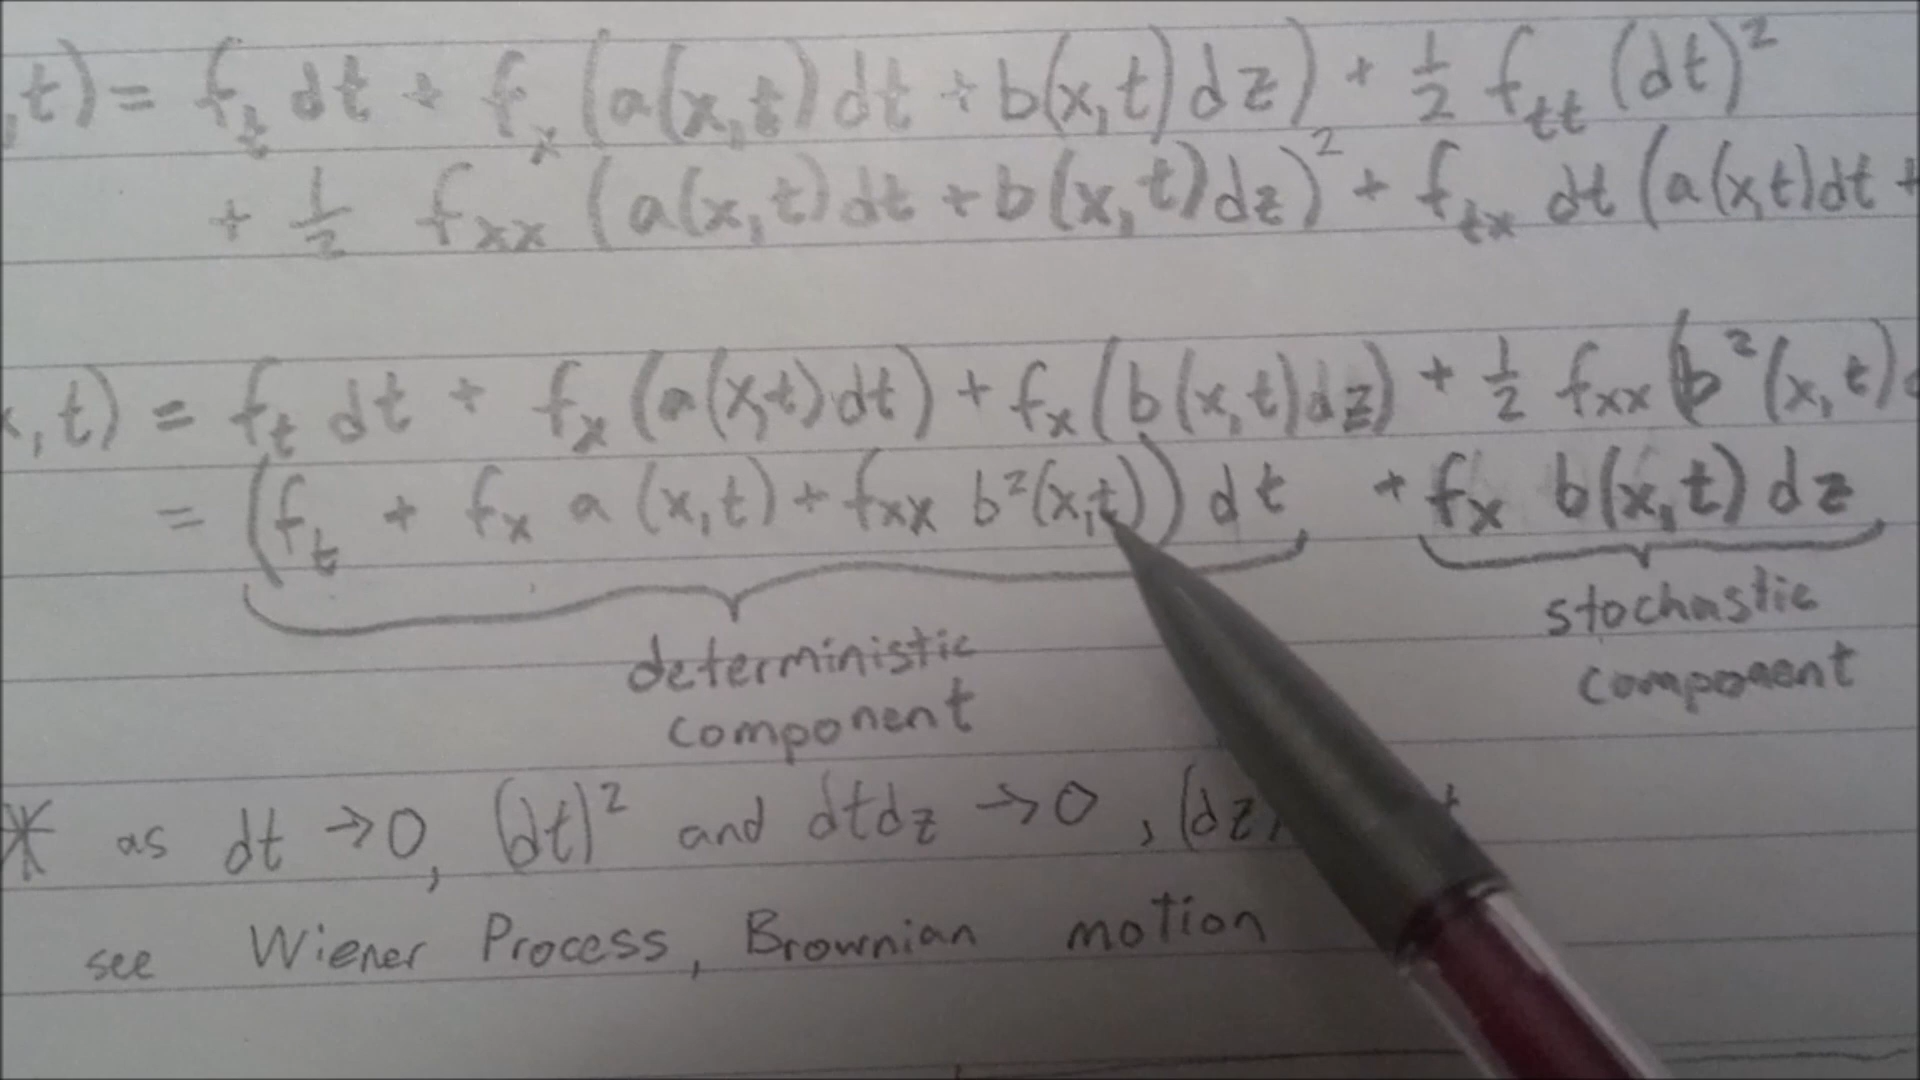 ,t) = f_t dt + f_x (a(x,t) dt + b(x,t) dz) + 1/2 f_tt (dt)²
+ 1/2 f_xx (a(x,t) dt + b(x,t) dz)² + f_tx dt (a(x,t)dt +
x,t) = f_t dt + f_x (a(x,t) dt) + f_x (b(x,t) dz) + 1/2 f_xx (b²(x,t)
= (f_t + f_x a (x,t) + f_xx b²(x,t)) dt + f_x b(x,t) dz
deterministic component
stochastic component
* as dt → 0, (dt)² and dtdz → 0, (dz)
see Wiener Process, Brownian motion